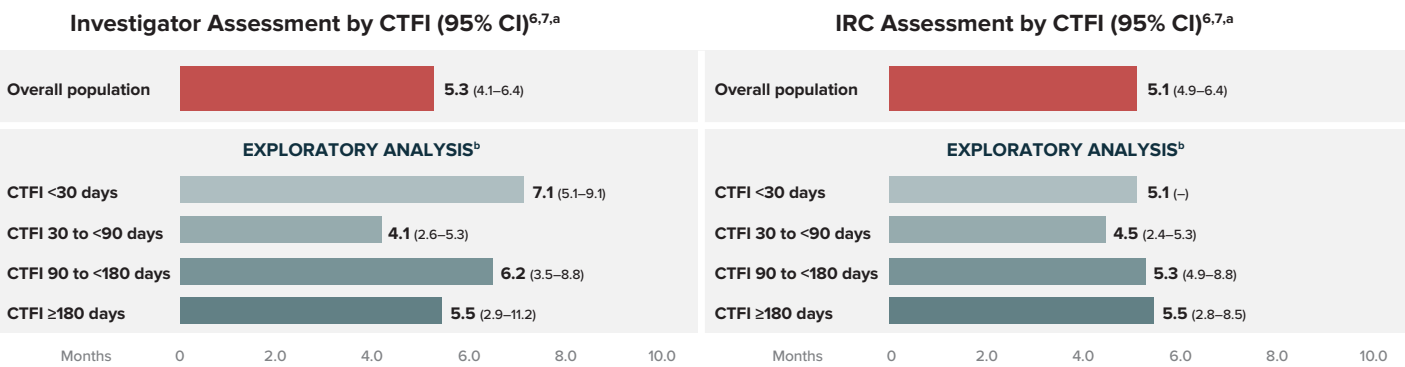 Investigator Assessment by CTFI (95% CI)6,7,a
Overall population 5.3 (4.1–6.4)
EXPLORATORY ANALYSISb
CTFI <30 days 7.1 (5.1–9.1)
CTFI 30 to <90 days 4.1 (2.6–5.3)
CTFI 90 to <180 days 6.2 (3.5–8.8)
CTFI ≥180 days 5.5 (2.9–11.2)
Months 0 2.0 4.0 6.0 8.0 10.0
IRC Assessment by CTFI (95% CI)6,7,a
Overall population 5.1 (4.9–6.4)
EXPLORATORY ANALYSISb
CTFI <30 days 5.1 (–)
CTFI 30 to <90 days 4.5 (2.4–5.3)
CTFI 90 to <180 days 5.3 (4.9–8.8)
CTFI ≥180 days 5.5 (2.8–8.5)
Months 0 2.0 4.0 6.0 8.0 10.0